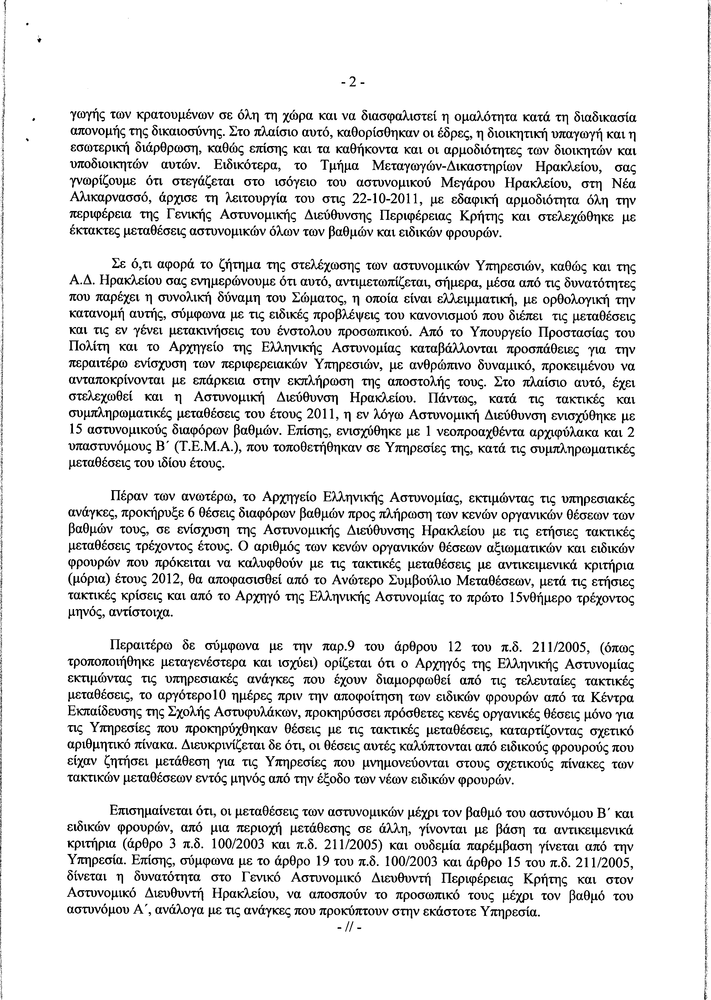 - 2 -
γωγής των κρατουμένων σε όλη τη χώρα και να διασφαλιστεί η ομαλότητα κατά τη διαδικασία
απονομής της δικαιοσύνης. Στο πλαίσιο αυτό, καθορίσθηκαν οι έδρες, η διοικητική υπαγωγή και η
εσωτερική διάρθρωση, καθώς επίσης και τα καθήκοντα και οι αρμοδιότητες των διοικητών και
υποδιοικητών αυτών. Ειδικότερα, το Τμήμα Μεταγωγών-Δικαστηρίων Ηρακλείου, σας
γνωρίζουμε ότι στεγάζεται στο ισόγειο του αστυνομικού Μεγάρου Ηρακλείου, στη Νέα
Αλικαρνασσό, άρχισε τη λειτουργία του στις 22-10-2011, με εδαφική αρμοδιότητα όλη την
περιφέρεια της Γενικής Αστυνομικής Διεύθυνσης Περιφέρειας Κρήτης και στελεχώθηκε με
έκτακτες μεταθέσεις αστυνομικών όλων των βαθμών και ειδικών φρουρών.
Σε ό,τι αφορά το ζήτημα της στελέχωσης των αστυνομικών Υπηρεσιών, καθώς και της
Α.Δ. Ηρακλείου σας ενημερώνουμε ότι αυτό, αντιμετωπίζεται, σήμερα, μέσα από τις δυνατότητες
που παρέχει η συνολική δύναμη του Σώματος, η οποία είναι ελλειμματική, με ορθολογική την
κατανομή αυτής, σύμφωνα με τις ειδικές προβλέψεις του κανονισμού που διέπει τις μεταθέσεις
και τις εν γένει μετακινήσεις του ένστολου προσωπικού. Από το Υπουργείο Προστασίας του
Πολίτη και το Αρχηγείο της Ελληνικής Αστυνομίας καταβάλλονται προσπάθειες για την
περαιτέρω ενίσχυση των περιφερειακών Υπηρεσιών, με ανθρώπινο δυναμικό, προκειμένου να
ανταποκρίνονται με επάρκεια στην εκπλήρωση της αποστολής τους. Στο πλαίσιο αυτό, έχει
στελεχωθεί και η Αστυνομική Διεύθυνση Ηρακλείου. Πάντως, κατά τις τακτικές και
συμπληρωματικές μεταθέσεις του έτους 2011, η εν λόγω Αστυνομική Διεύθυνση ενισχύθηκε με
15 αστυνομικούς διαφόρων βαθμών. Επίσης, ενισχύθηκε με 1 νεοπροαχθέντα αρχιφύλακα και 2
υπαστυνόμους Β΄ (Τ.Ε.Μ.Α.), που τοποθετήθηκαν σε Υπηρεσίες της, κατά τις συμπληρωματικές
μεταθέσεις του ιδίου έτους.
Πέραν των ανωτέρω, το Αρχηγείο Ελληνικής Αστυνομίας, εκτιμώντας τις υπηρεσιακές
ανάγκες, προκήρυξε 6 θέσεις διαφόρων βαθμών προς πλήρωση των κενών οργανικών θέσεων των
βαθμών τους, σε ενίσχυση της Αστυνομικής Διεύθυνσης Ηρακλείου με τις ετήσιες τακτικές
μεταθέσεις τρέχοντος έτους. Ο αριθμός των κενών οργανικών θέσεων αξιωματικών και ειδικών
φρουρών που πρόκειται να καλυφθούν με τις τακτικές μεταθέσεις με αντικειμενικά κριτήρια
(μόρια) έτους 2012, θα αποφασισθεί από το Ανώτερο Συμβούλιο Μεταθέσεων, μετά τις ετήσιες
τακτικές κρίσεις και από το Αρχηγό της Ελληνικής Αστυνομίας το πρώτο 15νθήμερο τρέχοντος
μηνός, αντίστοιχα.
Περαιτέρω δε σύμφωνα με την παρ.9 του άρθρου 12 του π.δ. 211/2005, (όπως
τροποποιήθηκε μεταγενέστερα και ισχύει) ορίζεται ότι ο Αρχηγός της Ελληνικής Αστυνομίας
εκτιμώντας τις υπηρεσιακές ανάγκες που έχουν διαμορφωθεί από τις τελευταίες τακτικές
μεταθέσεις, το αργότερο10 ημέρες πριν την αποφοίτηση των ειδικών φρουρών από τα Κέντρα
Εκπαίδευσης της Σχολής Αστυφυλάκων, προκηρύσσει πρόσθετες κενές οργανικές θέσεις μόνο για
τις Υπηρεσίες που προκηρύχθηκαν θέσεις με τις τακτικές μεταθέσεις, καταρτίζοντας σχετικό
αριθμητικό πίνακα. Διευκρινίζεται δε ότι, οι θέσεις αυτές καλύπτονται από ειδικούς φρουρούς που
είχαν ζητήσει μετάθεση για τις Υπηρεσίες που μνημονεύονται στους σχετικούς πίνακες των
τακτικών μεταθέσεων εντός μηνός από την έξοδο των νέων ειδικών φρουρών.
Επισημαίνεται ότι, οι μεταθέσεις των αστυνομικών μέχρι τον βαθμό του αστυνόμου Β΄ και
ειδικών φρουρών, από μια περιοχή μετάθεσης σε άλλη, γίνονται με βάση τα αντικειμενικά
κριτήρια (άρθρο 3 π.δ. 100/2003 και π.δ. 211/2005) και ουδεμία παρέμβαση γίνεται από την
Υπηρεσία. Επίσης, σύμφωνα με το άρθρο 19 του π.δ. 100/2003 και άρθρο 15 του π.δ. 211/2005,
δίνεται η δυνατότητα στο Γενικό Αστυνομικό Διευθυντή Περιφέρειας Κρήτης και στον
Αστυνομικό Διευθυντή Ηρακλείου, να αποσπούν το προσωπικό τους μέχρι τον βαθμό του
αστυνόμου Α΄, ανάλογα με τις ανάγκες που προκύπτουν στην εκάστοτε Υπηρεσία.
- // -